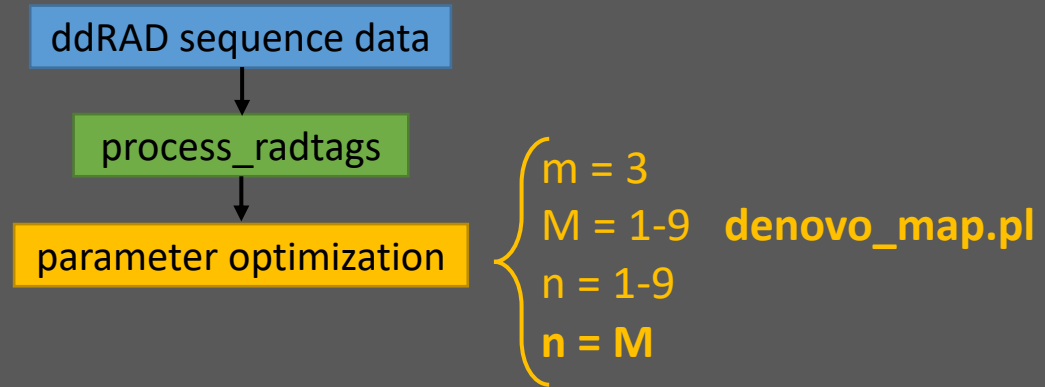 ddRAD sequence data
process_radtags
parameter optimization
m = 3
M = 1-9 denovo_map.pl
n = 1-9
n = M